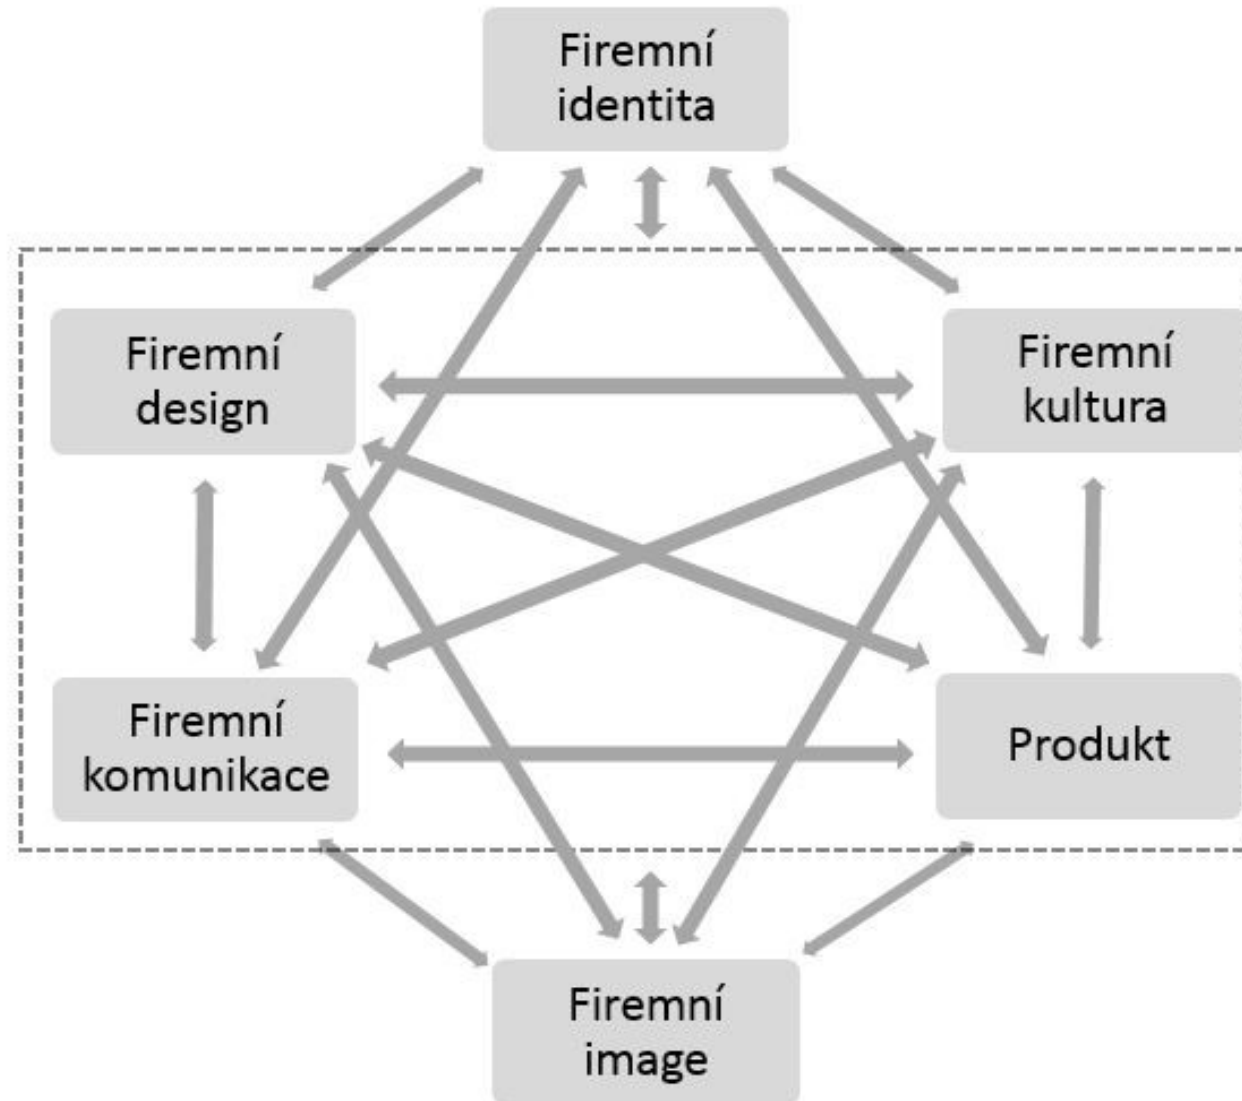 Firemní
identita
Firemní
design
Firemní
kultura
Firemní
komunikace
Produkt
Firemní
image